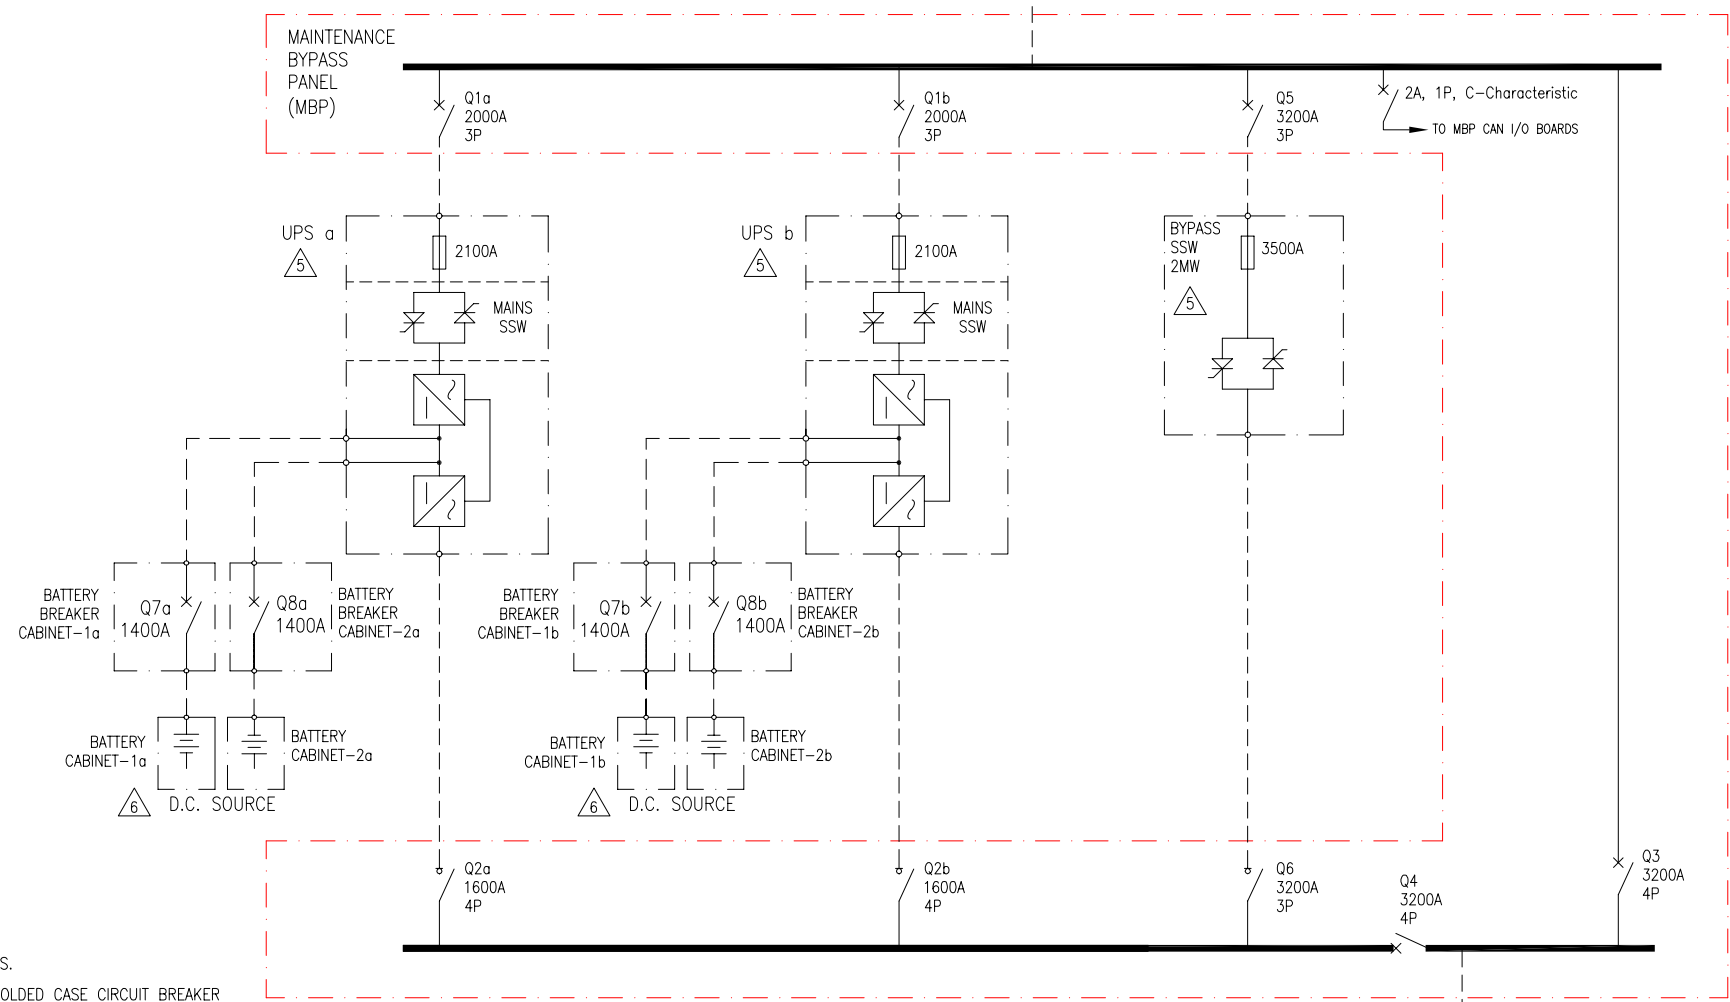 MAINTENANCE
BYPASS
PANEL
(MBP)
Q1a
2000A
3P
Q1b
2000A
3P
Q5
3200A
3P
2A, 1P, C-Characteristic
TO MBP CAN I/O BOARDS
UPS a
5
2100A
MAINS
SSW
UPS b
5
2100A
MAINS
SSW
BYPASS
SSW
2MW
5
3500A
BATTERY
BREAKER
CABINET-1a
Q7a
1400A
Q8a
1400A
BATTERY
BREAKER
CABINET-2a
BATTERY
BREAKER
CABINET-1b
Q7b
1400A
Q8b
1400A
BATTERY
BREAKER
CABINET-2b
BATTERY
CABINET-1a
BATTERY
CABINET-2a
6
D.C. SOURCE
BATTERY
CABINET-1b
BATTERY
CABINET-2b
6
D.C. SOURCE
Q2a
1600A
4P
Q2b
1600A
4P
Q6
3200A
3P
Q4
3200A
4P
Q3
3200A
4P
S.
OLDED CASE CIRCUIT BREAKER